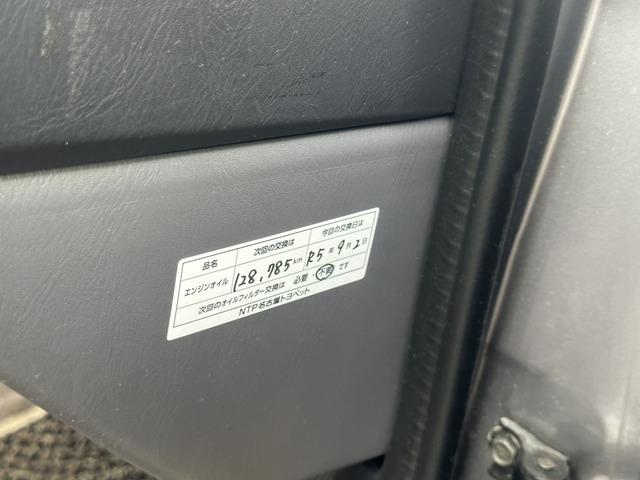 品名 次回の交換は 今回の交換日は
エンジンオイル 128,785km R5年9月2日
次回のオイルフィルター交換は 必要・不要です
NTP名古屋トヨペット